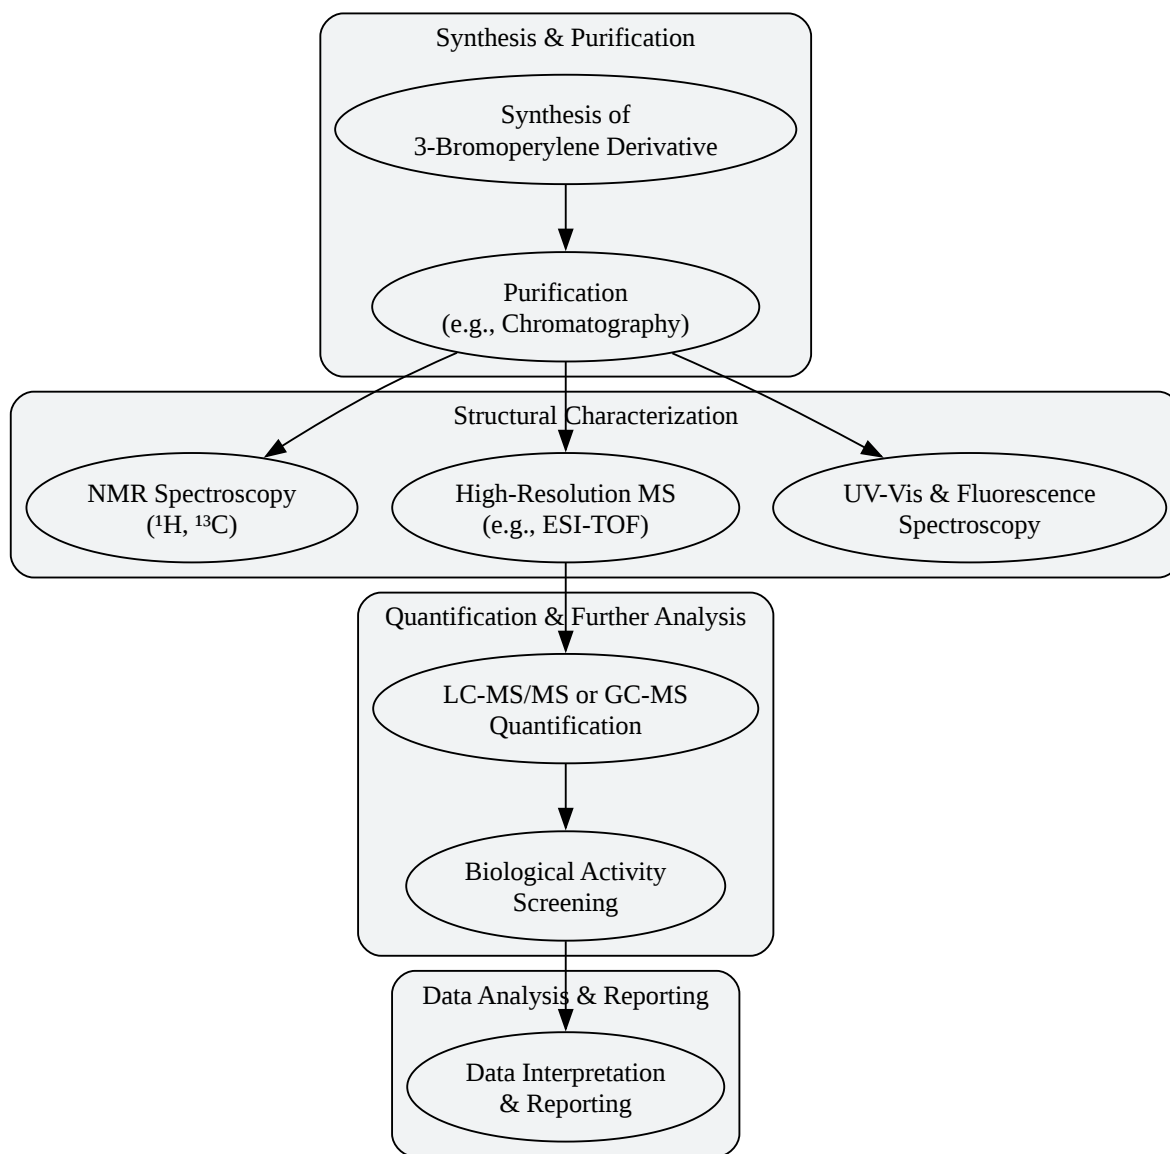 Synthesis & Purification
Synthesis of
3-Bromoperylene Derivative
Purification
(e.g., Chromatography)
Structural Characterization
NMR Spectroscopy
(¹H, ¹³C)
High-Resolution MS
(e.g., ESI-TOF)
UV-Vis & Fluorescence
Spectroscopy
Quantification & Further Analysis
LC-MS/MS or GC-MS
Quantification
Biological Activity
Screening
Data Analysis & Reporting
Data Interpretation
& Reporting